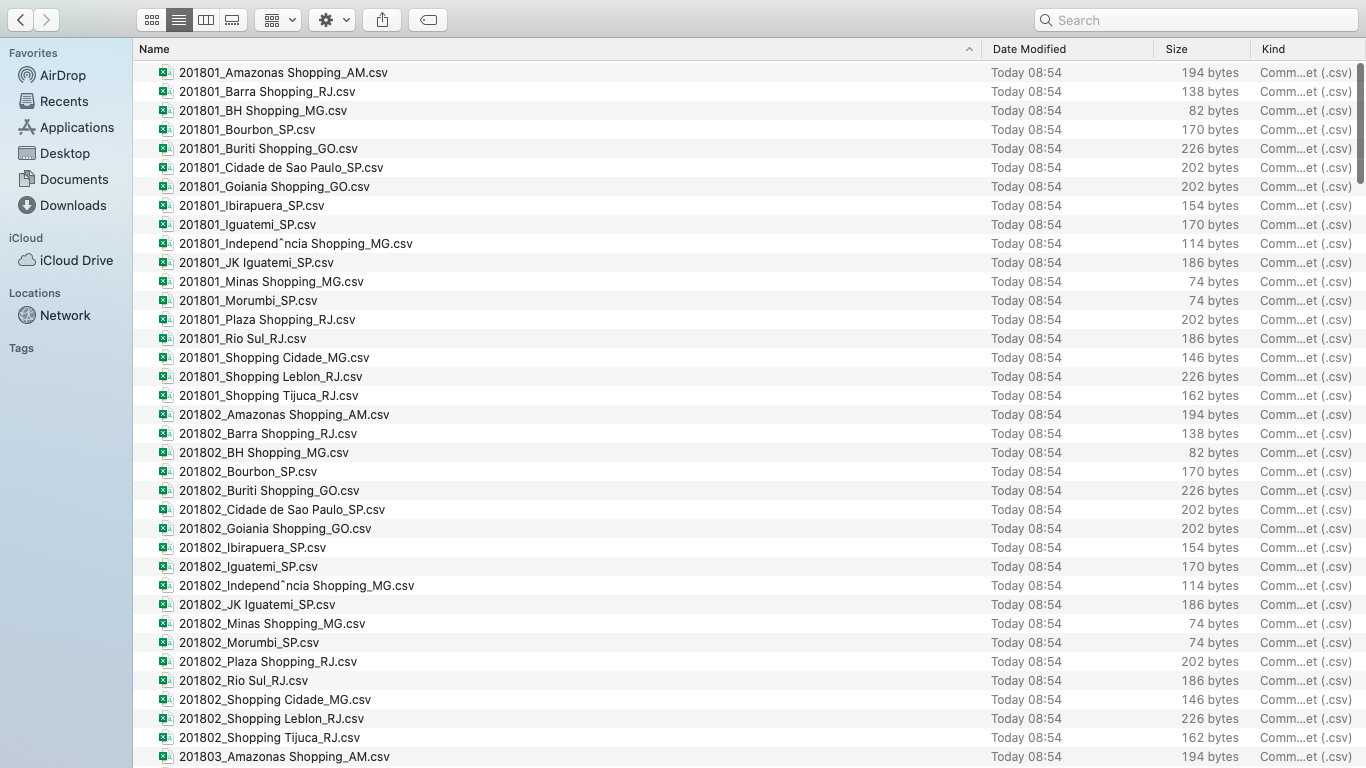 Search
Favorites
AirDrop
Recents
Applications
Desktop
Documents
Downloads
iCloud
iCloud Drive
Locations
Network
Tags
Name Date Modified Size Kind
201801_Amazonas Shopping_AM.csv Today 08:54 194 bytes Comm...et (.csv)
201801_Barra Shopping_RJ.csv Today 08:54 138 bytes Comm...et (.csv)
201801_BH Shopping_MG.csv Today 08:54 82 bytes Comm...et (.csv)
201801_Bourbon_SP.csv Today 08:54 170 bytes Comm...et (.csv)
201801_Buriti Shopping_GO.csv Today 08:54 226 bytes Comm...et (.csv)
201801_Cidade de Sao Paulo_SP.csv Today 08:54 202 bytes Comm...et (.csv)
201801_Goiania Shopping_GO.csv Today 08:54 202 bytes Comm...et (.csv)
201801_Ibirapuera_SP.csv Today 08:54 154 bytes Comm...et (.csv)
201801_Iguatemi_SP.csv Today 08:54 170 bytes Comm...et (.csv)
201801_Independˆncia Shopping_MG.csv Today 08:54 114 bytes Comm...et (.csv)
201801_JK Iguatemi_SP.csv Today 08:54 186 bytes Comm...et (.csv)
201801_Minas Shopping_MG.csv Today 08:54 74 bytes Comm...et (.csv)
201801_Morumbi_SP.csv Today 08:54 74 bytes Comm...et (.csv)
201801_Plaza Shopping_RJ.csv Today 08:54 202 bytes Comm...et (.csv)
201801_Rio Sul_RJ.csv Today 08:54 186 bytes Comm...et (.csv)
201801_Shopping Cidade_MG.csv Today 08:54 146 bytes Comm...et (.csv)
201801_Shopping Leblon_RJ.csv Today 08:54 226 bytes Comm...et (.csv)
201801_Shopping Tijuca_RJ.csv Today 08:54 162 bytes Comm...et (.csv)
201802_Amazonas Shopping_AM.csv Today 08:54 194 bytes Comm...et (.csv)
201802_Barra Shopping_RJ.csv Today 08:54 138 bytes Comm...et (.csv)
201802_BH Shopping_MG.csv Today 08:54 82 bytes Comm...et (.csv)
201802_Bourbon_SP.csv Today 08:54 170 bytes Comm...et (.csv)
201802_Buriti Shopping_GO.csv Today 08:54 226 bytes Comm...et (.csv)
201802_Cidade de Sao Paulo_SP.csv Today 08:54 202 bytes Comm...et (.csv)
201802_Goiania Shopping_GO.csv Today 08:54 202 bytes Comm...et (.csv)
201802_Ibirapuera_SP.csv Today 08:54 154 bytes Comm...et (.csv)
201802_Iguatemi_SP.csv Today 08:54 170 bytes Comm...et (.csv)
201802_Independˆncia Shopping_MG.csv Today 08:54 114 bytes Comm...et (.csv)
201802_JK Iguatemi_SP.csv Today 08:54 186 bytes Comm...et (.csv)
201802_Minas Shopping_MG.csv Today 08:54 74 bytes Comm...et (.csv)
201802_Morumbi_SP.csv Today 08:54 74 bytes Comm...et (.csv)
201802_Plaza Shopping_RJ.csv Today 08:54 202 bytes Comm...et (.csv)
201802_Rio Sul_RJ.csv Today 08:54 186 bytes Comm...et (.csv)
201802_Shopping Cidade_MG.csv Today 08:54 146 bytes Comm...et (.csv)
201802_Shopping Leblon_RJ.csv Today 08:54 226 bytes Comm...et (.csv)
201802_Shopping Tijuca_RJ.csv Today 08:54 162 bytes Comm...et (.csv)
201803_Amazonas Shopping_AM.csv Today 08:54 194 bytes Comm...et (.csv)